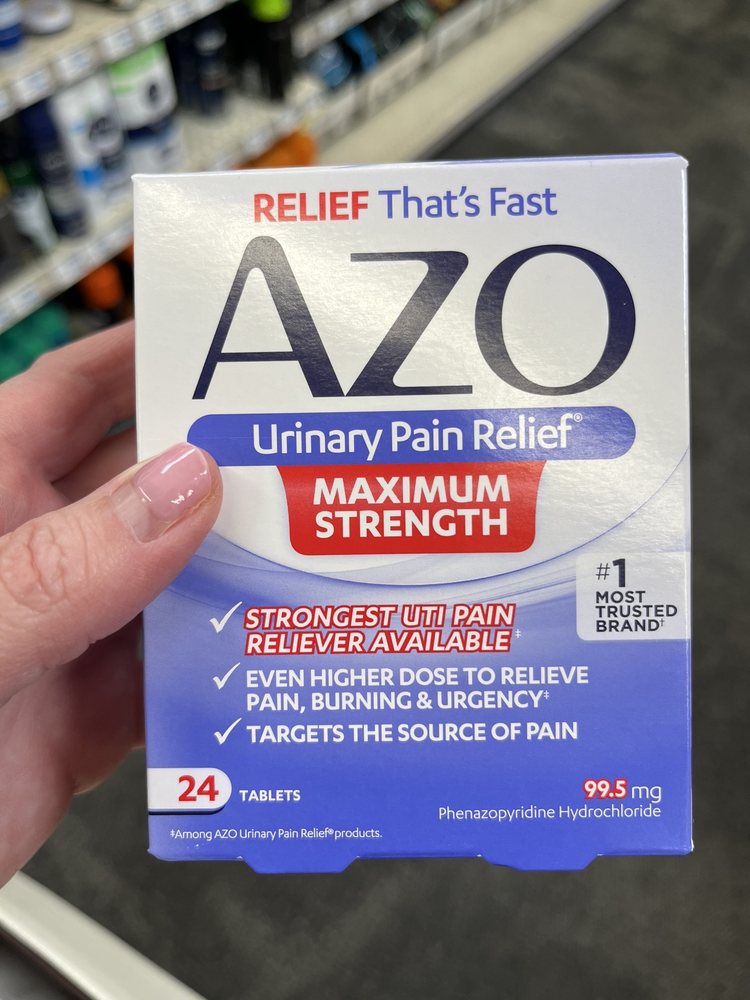 RELIEF That's Fast
AZO
Urinary Pain Relief®
MAXIMUM
STRENGTH
#1
MOST
TRUSTED
BRAND†
✓ STRONGEST UTI PAIN
RELIEVER AVAILABLE‡
✓ EVEN HIGHER DOSE TO RELIEVE
PAIN, BURNING & URGENCY‡
✓ TARGETS THE SOURCE OF PAIN
24 TABLETS
99.5 mg
Phenazopyridine Hydrochloride
‡Among AZO Urinary Pain Relief® products.